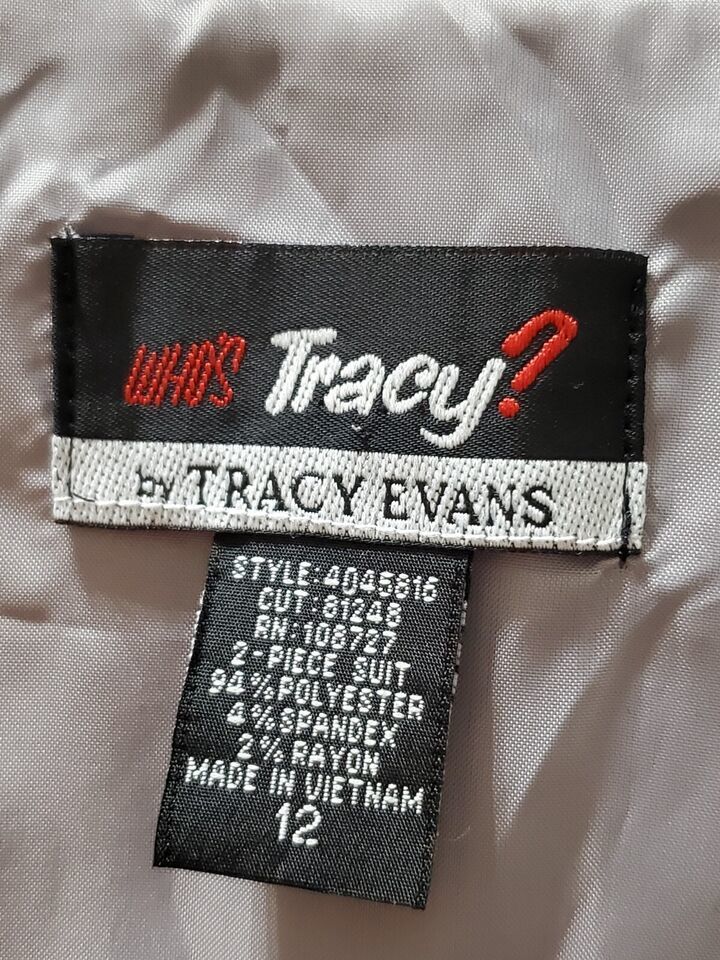 WHO'S Tracy?
by TRACY EVANS
STYLE:4045816
CUT:81248
RN:108727
2-PIECE SUIT
94%POLYESTER
4%SPANDEX
2%RAYON
MADE IN VIETNAM
12